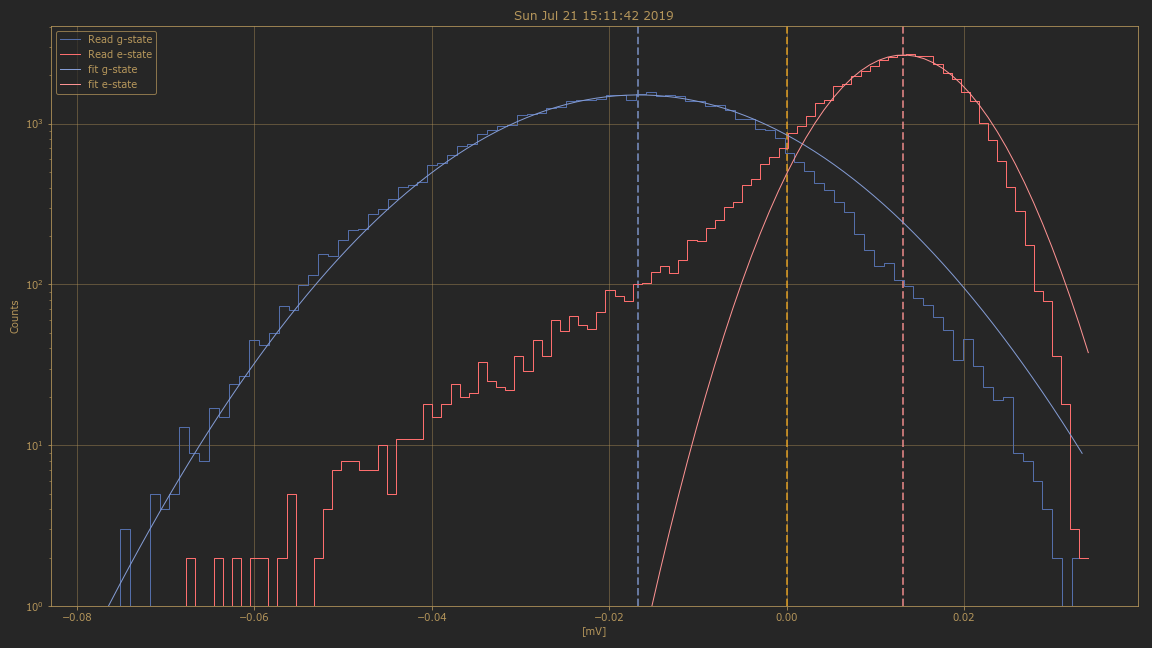 Sun Jul 21 15:11:42 2019
Read g-state
Read e-state
fit g-state
fit e-state
10³
10²
10¹
10⁰
Counts
−0.08
−0.06
−0.04
−0.02
0.00
0.02
[mV]